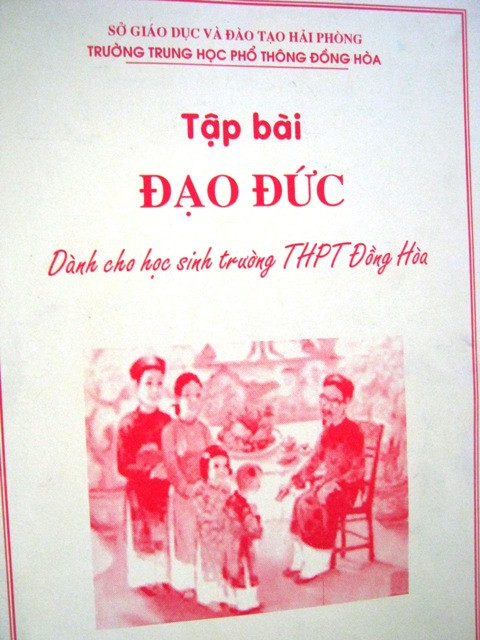 SỞ GIÁO DỤC VÀ ĐÀO TẠO HẢI PHÒNG
TRƯỜNG TRUNG HỌC PHỔ THÔNG ĐỒNG HÒA
Tập bài
ĐẠO ĐỨC
Dành cho học sinh trường THPT Đồng Hòa